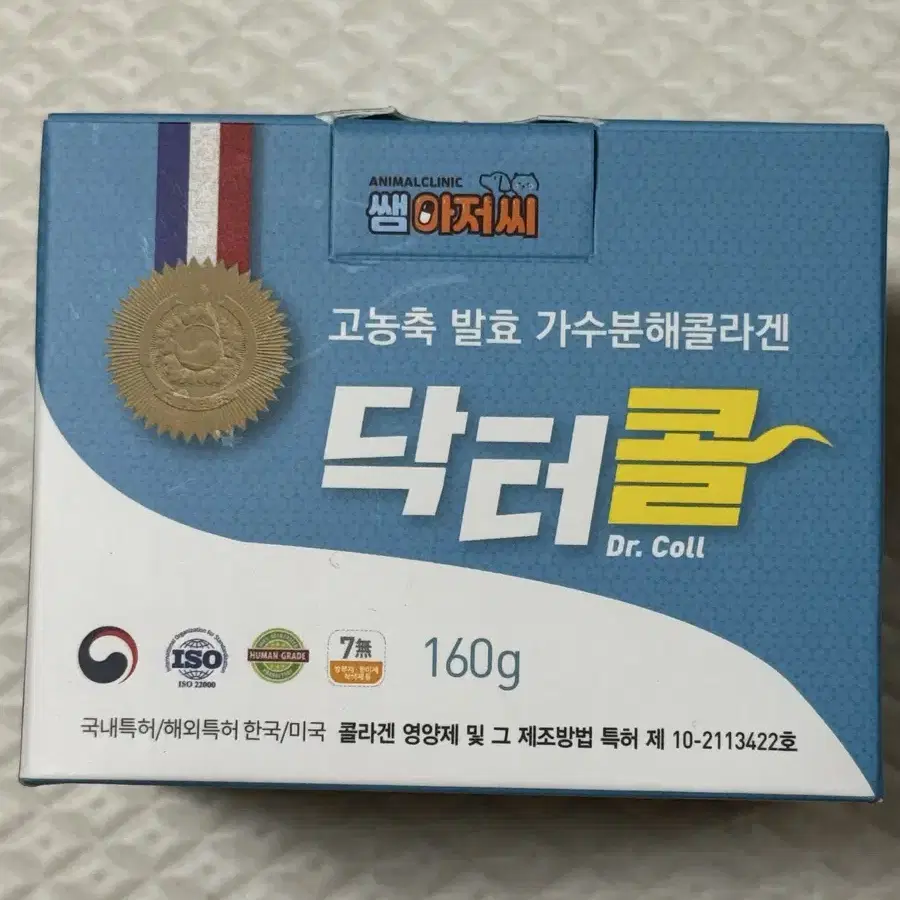 ANIMALCLINIC
쌤아저씨
고농축 발효 가수분해콜라겐
닥터콜
Dr. Coll
ISO
ISO 22000
HUMAN GRADE
7無
160g
국내특허/해외특허 한국/미국 콜라겐 영양제 및 그 제조방법 특허 제 10-2113422호